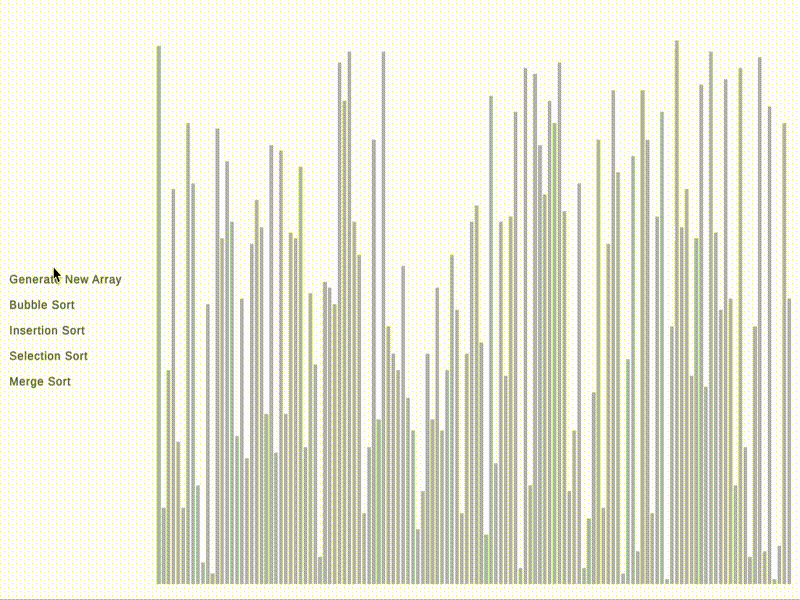 Generate New Array
Bubble Sort
Insertion Sort
Selection Sort
Merge Sort